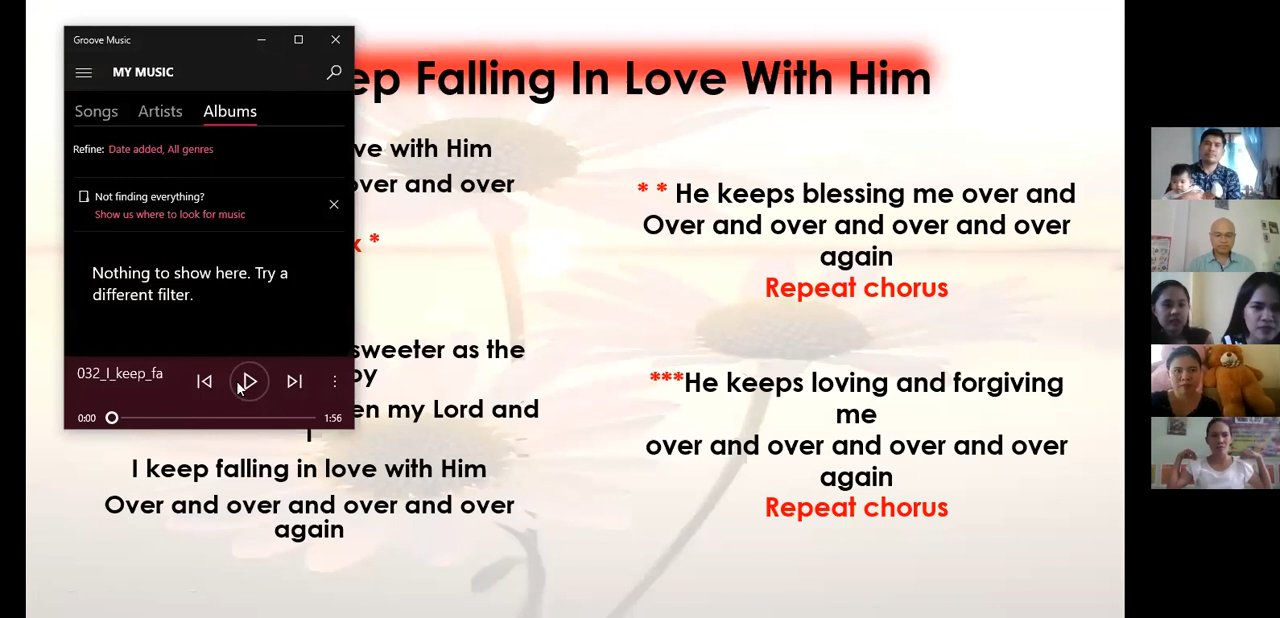 Groove Music
MY MUSIC
Songs Artists Albums
Refine: Date added, All genres
Not finding everything?
Show us where to look for music
Nothing to show here. Try a
different filter.
032_I_keep_fa
0:00 1:56
ep Falling In Love With Him
ve with Him
over and over
*
sweeter as the
by
en my Lord and
I keep falling in love with Him
Over and over and over and over
again
* * He keeps blessing me over and
Over and over and over and over
again
Repeat chorus
***He keeps loving and forgiving
me
over and over and over and over
again
Repeat chorus